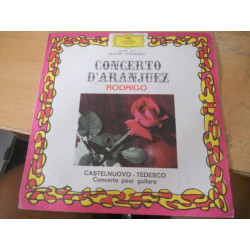 CONCERTO
D'ARANJUEZ
RODRIGO
CASTELNUOVO - TEDESCO
Concerto pour guitare